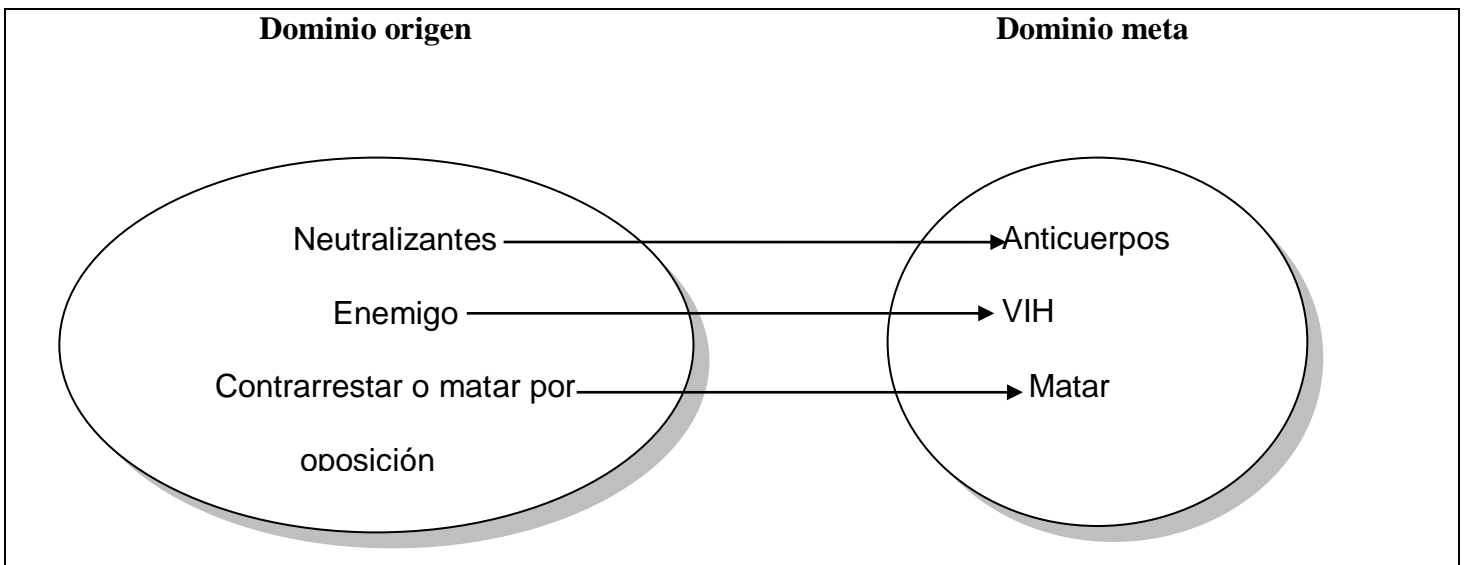 Dominio origen Dominio meta
Neutralizantes Anticuerpos
Enemigo VIH
Contrarrestar o matar por Matar
oposición